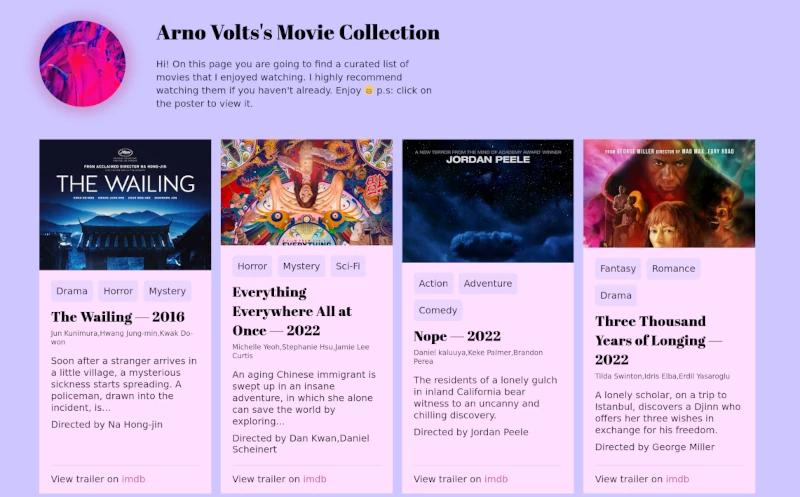 Arno Volts's Movie Collection
Hi! On this page you are going to find a curated list of
movies that I enjoyed watching. I highly recommend
watching them if you haven't already. Enjoy 😊 p.s: click on
the poster to view it.
FROM ACCLAIMED DIRECTOR NA HONG-JIN
THE WAILING
Drama Horror Mystery
The Wailing — 2016
Jun Kunimura,Hwang Jung-min,Kwak Do-
won
Soon after a stranger arrives in
a little village, a mysterious
sickness starts spreading. A
policeman, drawn into the
incident, is...
Directed by Na Hong-jin
View trailer on imdb
EVERYTHING
Horror Mystery Sci-Fi
Everything
Everywhere All at
Once — 2022
Michelle Yeoh,Stephanie Hsu,Jamie Lee
Curtis
An aging Chinese immigrant is
swept up in an insane
adventure, in which she alone
can save the world by
exploring...
Directed by Dan Kwan,Daniel
Scheinert
View trailer on imdb
A NEW TERROR FROM THE MIND OF ACADEMY AWARD WINNER
JORDAN PEELE
Action Adventure
Comedy
Nope — 2022
Daniel kaluuya,Keke Palmer,Brandon
Perea
The residents of a lonely gulch
in inland California bear
witness to an uncanny and
chilling discovery.
Directed by Jordan Peele
View trailer on imdb
FROM GEORGE MILLER DIRECTOR OF MAD MAX: FURY ROAD
Fantasy Romance
Drama
Three Thousand
Years of Longing —
2022
Tilda Swinton,Idris Elba,Erdil Yasaroglu
A lonely scholar, on a trip to
Istanbul, discovers a Djinn who
offers her three wishes in
exchange for his freedom.
Directed by George Miller
View trailer on imdb